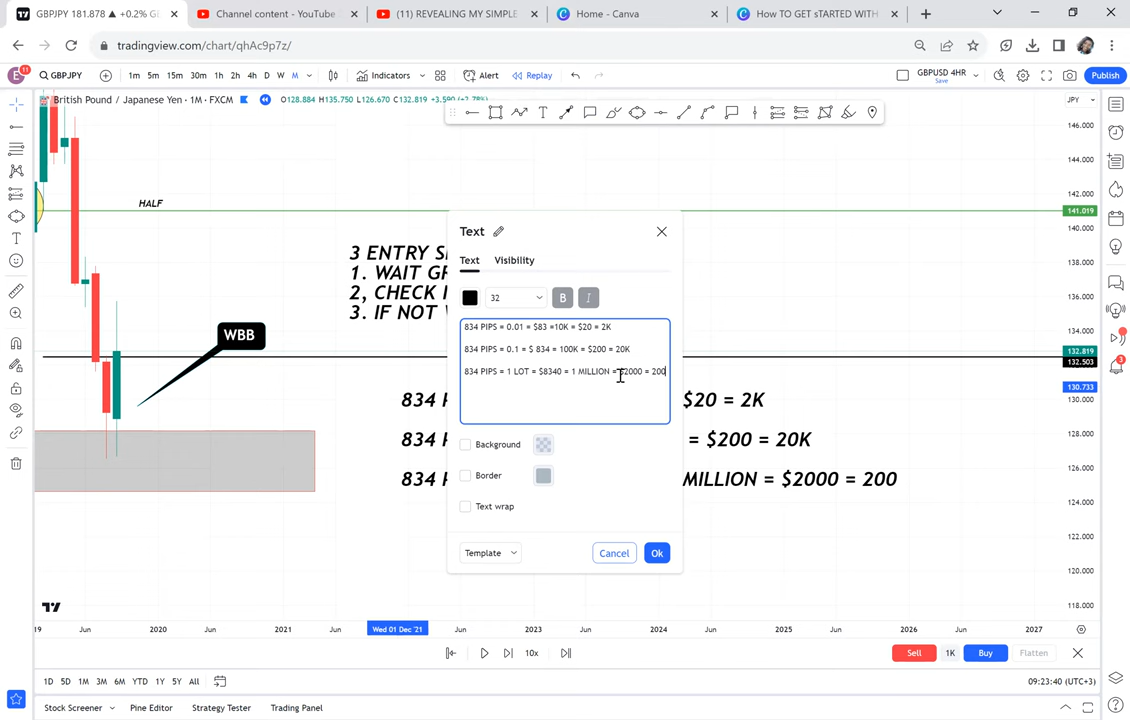 GBPJPY 181.878 ▲ +0.2%
Channel content - YouTube
(11) REVEALING MY SIMPLE
Home - Canva
How TO GET sTARTED WITH
tradingview.com/chart/qhAc9p7z/
E
11
GBPJPY
1m 5m 15m 30m 1h 2h 4h D W M
Indicators
Alert
Replay
GBPUSD 4HR
Save
Publish
British Pound / Japanese Yen · 1M · FXCM
O128.884 H135.750 L126.670 C132.819 +3.590 (+2.78%)
JPY
146.000
144.000
142.000
HALF
141.019
140.000
138.000
136.000
134.000
132.819
132.503
130.733
130.000
128.000
126.000
124.000
122.000
120.000
118.000
3 ENTRY S
1. WAIT GR
2, CHECK I
3. IF NOT
WBB
834 P
$20 = 2K
834 P
= $200 = 20K
834 P
MILLION = $2000 = 200
Text
Text
Visibility
32
B
I
834 PIPS = 0.01 = $83 =10K = $20 = 2K
834 PIPS = 0.1 = $ 834 = 100K = $200 = 20K
834 PIPS = 1 LOT = $8340 = 1 MILLION = $2000 = 200
Background
Border
Text wrap
Template
Cancel
Ok
19 Jun 2020 Jun 2021 Jun Wed 01 Dec '21 Jun 2023 Jun 2024 Jun 2025 Jun 2026 Jun 2027
10x
Sell
1K
Buy
Flatten
1D 5D 1M 3M 6M YTD 1Y 5Y All
09:23:40 (UTC+3)
Stock Screener
Pine Editor
Strategy Tester
Trading Panel